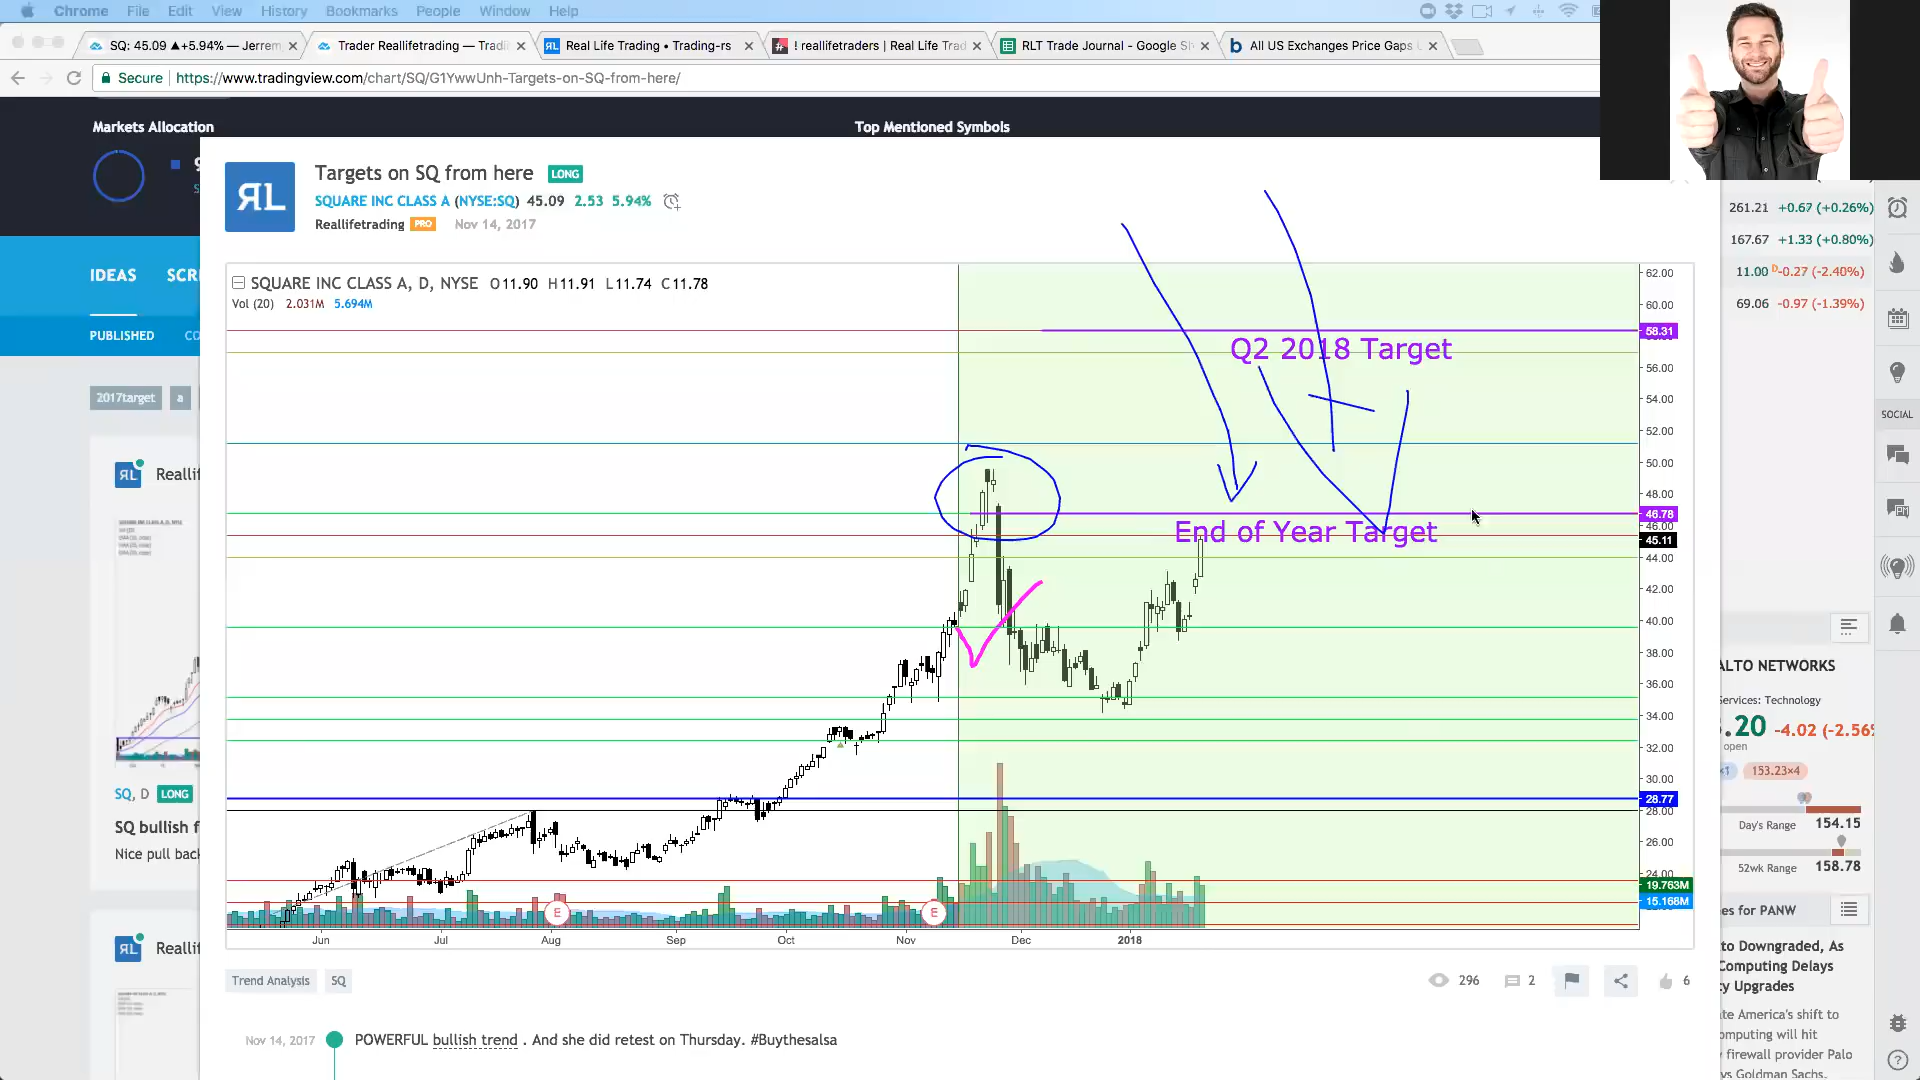 Chrome File Edit View History Bookmarks People Window Help
SQ: 45.09 ▲+5.94% — Jerrem
Trader Reallifetrading — Tradi
Real Life Trading • Trading-rs
! reallifetraders | Real Life Trad
RLT Trade Journal - Google Sh
All US Exchanges Price Gaps
Secure https://www.tradingview.com/chart/SQ/G1YwwUnh-Targets-on-SQ-from-here/
Markets Allocation
Top Mentioned Symbols
IDEAS
SCR
PUBLISHED
CO
2017target a
RL
Targets on SQ from here LONG
SQUARE INC CLASS A (NYSE:SQ) 45.09 2.53 5.94%
Reallifetrading PRO Nov 14, 2017
SQUARE INC CLASS A, D, NYSE O11.90 H11.91 L11.74 C11.78
Vol (20) 2.031M 5.694M
Q2 2018 Target
End of Year Target
62.00
60.00
58.31
56.00
54.00
52.00
50.00
48.00
46.78
46.00
45.11
44.00
42.00
40.00
38.00
36.00
34.00
32.00
30.00
28.77
28.00
26.00
24.00
19.763M
15.168M
E
E
Jun Jul Aug Sep Oct Nov Dec 2018
Trend Analysis SQ
296 2 6
Nov 14, 2017 POWERFUL bullish trend . And she did retest on Thursday. #Buythesalsa
Reallif
SQ, D LONG
SQ bullish f
Nice pull back
Reallif
261.21 +0.67 (+0.26%)
167.67 +1.33 (+0.80%)
11.00 D -0.27 (-2.40%)
69.06 -0.97 (-1.39%)
SOCIAL
ALTO NETWORKS
Services: Technology
.20 -4.02 (-2.56%
open
×1 153.23×4
Day's Range 154.15
52wk Range 158.78
es for PANW
to Downgraded, As
Computing Delays
y Upgrades
ate America's shift to
omputing will hit
firewall provider Palo
ys Goldman Sachs.